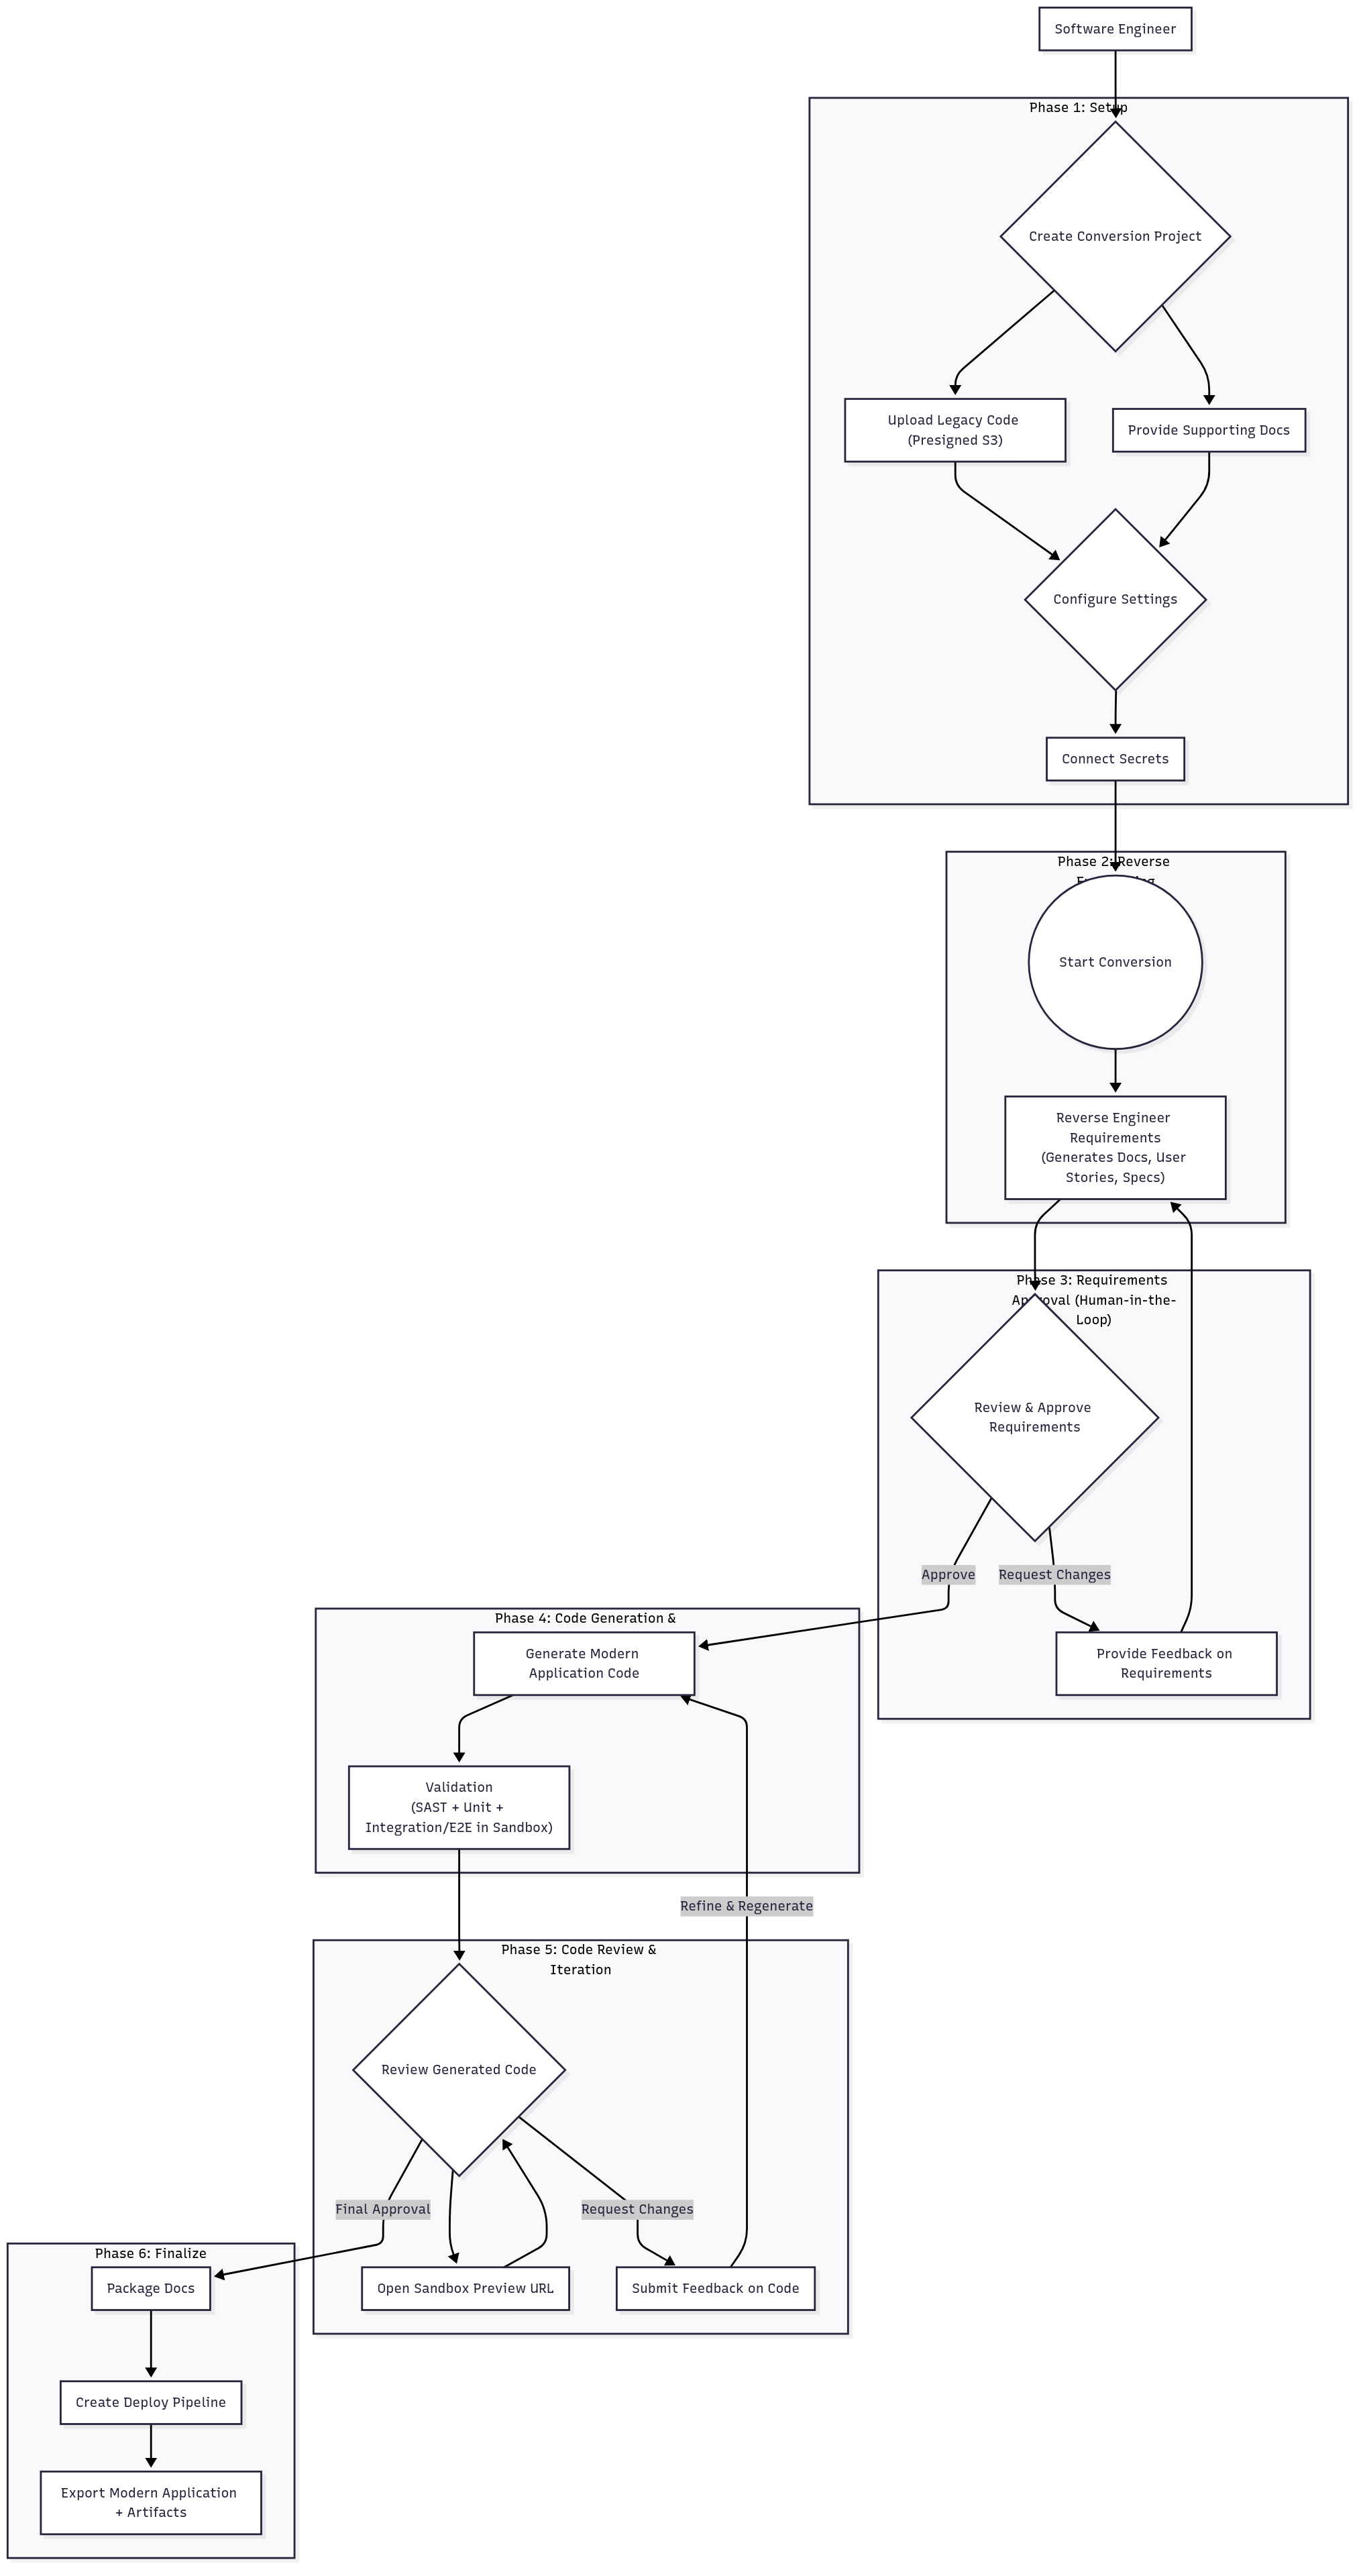 Software Engineer
Phase 1: Setup
Create Conversion Project
Upload Legacy Code
(Presigned S3)
Provide Supporting Docs
Configure Settings
Connect Secrets
Phase 2: Reverse
Start Conversion
Reverse Engineer
Requirements
(Generates Docs, User
Stories, Specs)
Phase 3: Requirements
Approval (Human-in-the-
Loop)
Review & Approve
Requirements
Approve
Request Changes
Provide Feedback on
Requirements
Phase 4: Code Generation &
Generate Modern
Application Code
Validation
(SAST + Unit +
Integration/E2E in Sandbox)
Refine & Regenerate
Phase 5: Code Review &
Iteration
Review Generated Code
Final Approval
Request Changes
Open Sandbox Preview URL
Submit Feedback on Code
Phase 6: Finalize
Package Docs
Create Deploy Pipeline
Export Modern Application
+ Artifacts